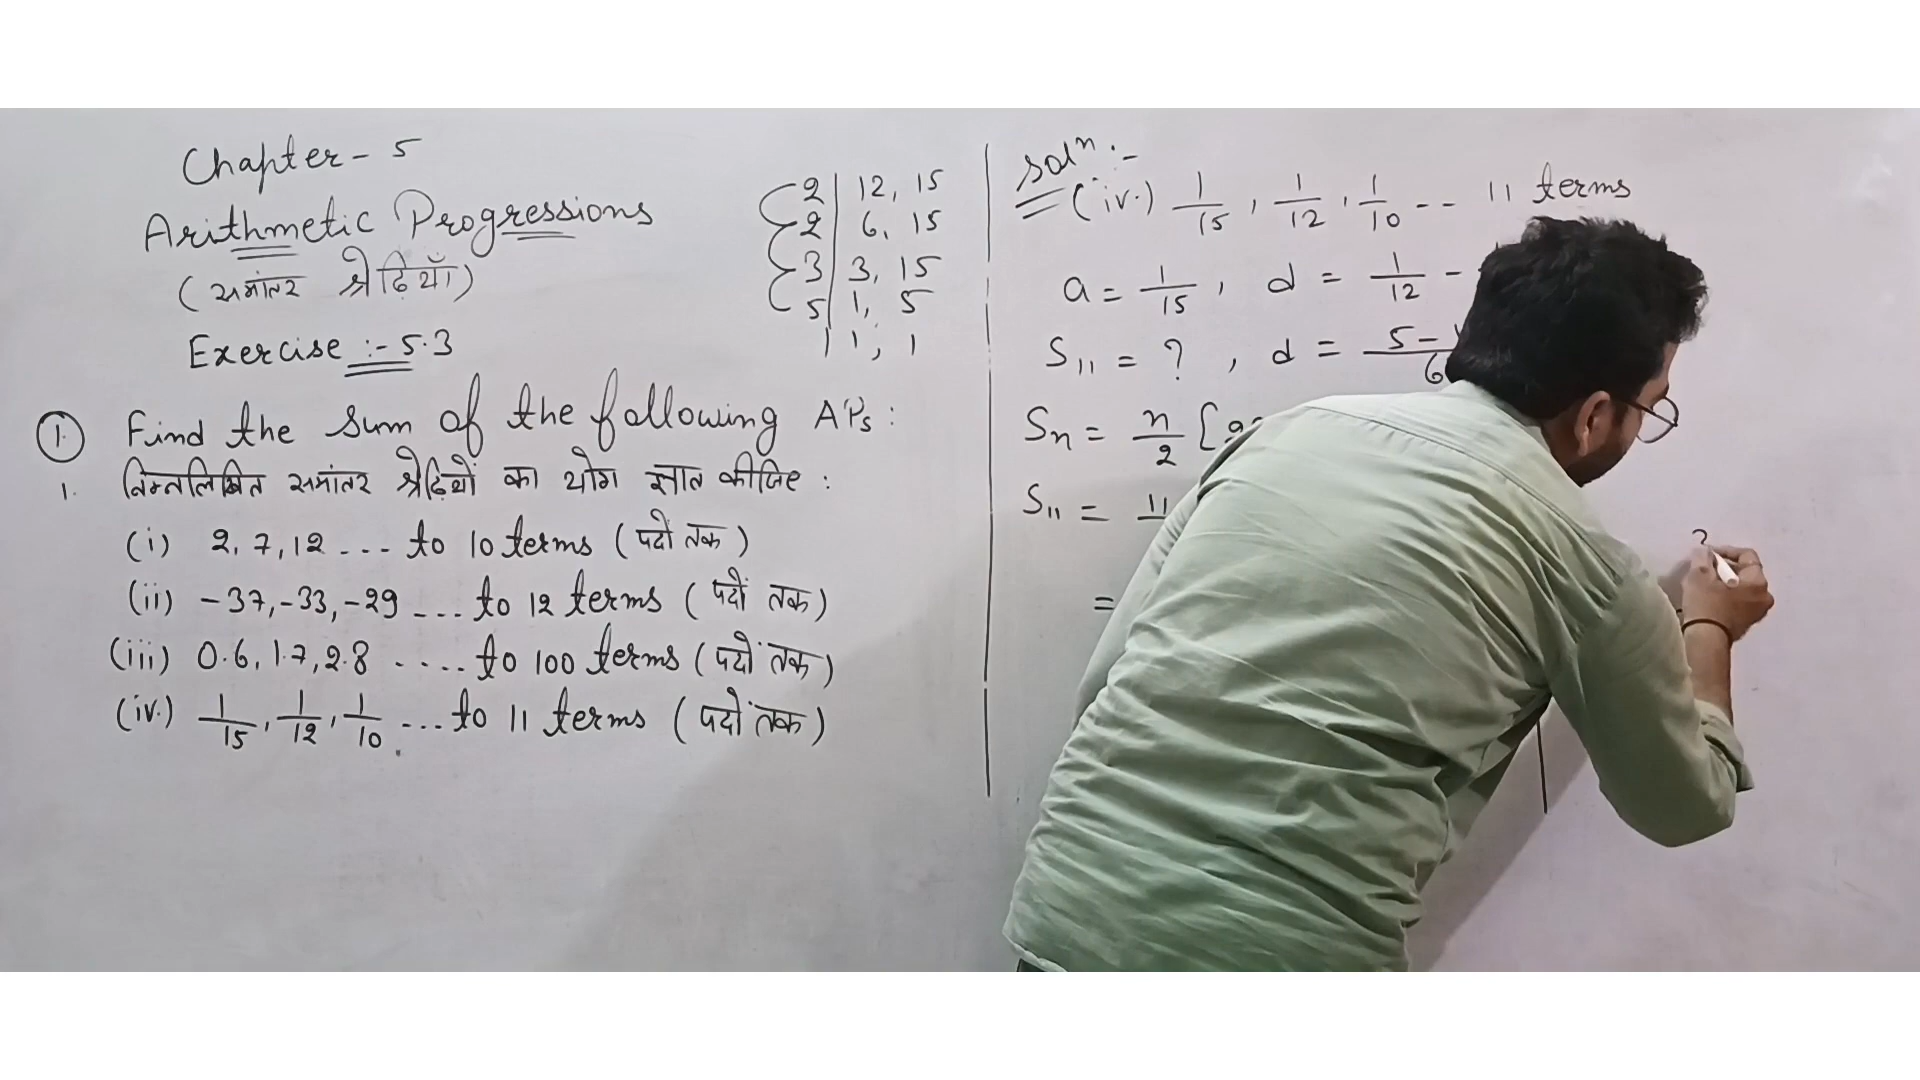 Chapter - 5
Arithmetic Progressions
(समांतर श्रेढ़ियाँ)
Exercise :- 5.3
1. Find the sum of the following APs :
1. निम्नलिखित समांतर श्रेढ़ियों का योग ज्ञात कीजिए :
(i) 2, 7, 12 ... to 10 terms (पदों तक)
(ii) -37, -33, -29 ... to 12 terms (पदों तक)
(iii) 0.6, 1.7, 2.8 .... to 100 terms (पदों तक)
(iv.) 1/15, 1/12, 1/10 ... to 11 terms (पदों तक)
2 | 12, 15
2 | 6, 15
3 | 3, 15
5 | 1, 5
| 1, 1
Solⁿ :-
(iv.) 1/15, 1/12, 1/10 -- 11 terms
a = 1/15, d = 1/12 -
S₁₁ = ?, d = 5-
Sn = n/2 [
S₁₁ = 11
=